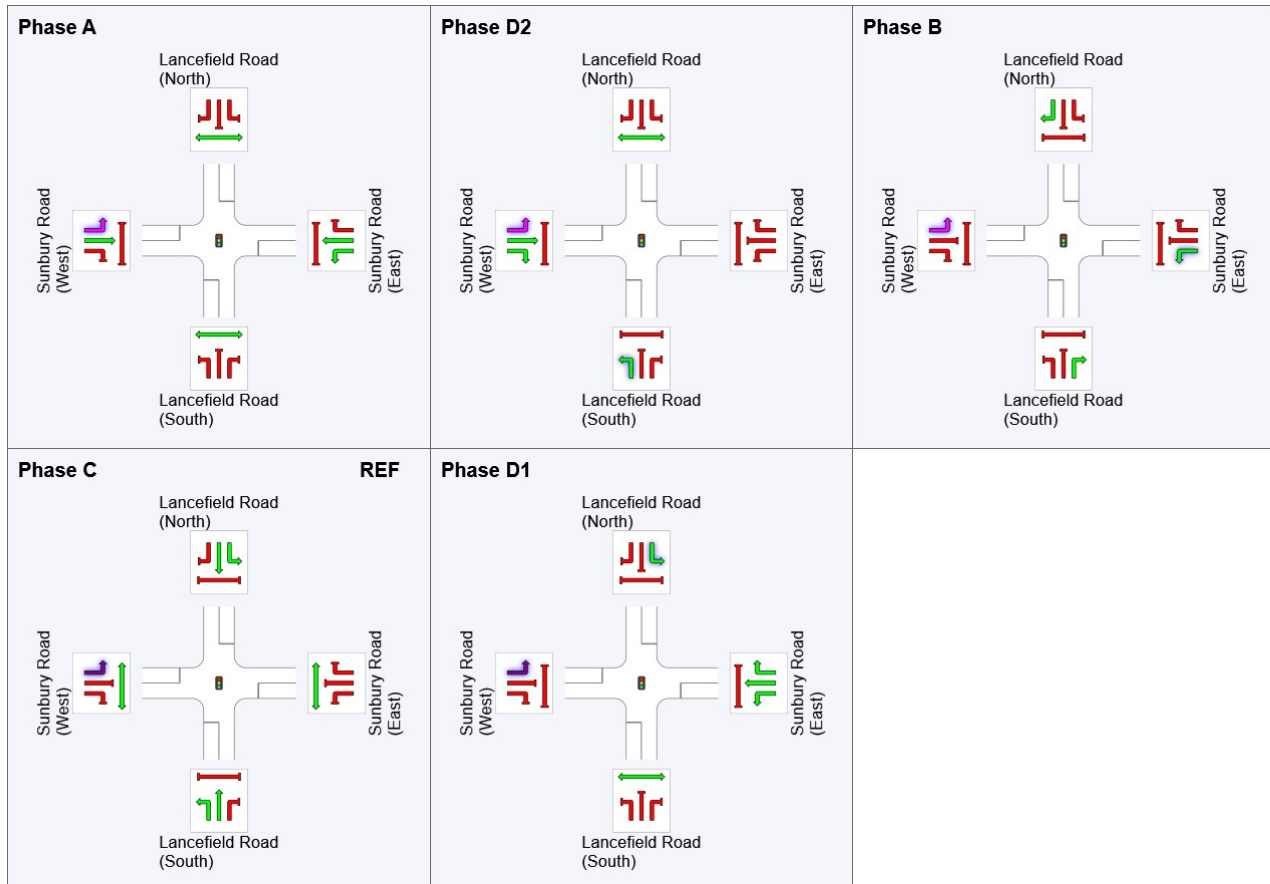 Phase A
Lancefield Road
(North)
Sunbury Road
(West)
Sunbury Road
(East)
Lancefield Road
(South)
Phase D2
Lancefield Road
(North)
Sunbury Road
(West)
Sunbury Road
(East)
Lancefield Road
(South)
Phase B
Lancefield Road
(North)
Sunbury Road
(West)
Sunbury Road
(East)
Lancefield Road
(South)
Phase C REF
Lancefield Road
(North)
Sunbury Road
(West)
Sunbury Road
(East)
Lancefield Road
(South)
Phase D1
Lancefield Road
(North)
Sunbury Road
(West)
Sunbury Road
(East)
Lancefield Road
(South)